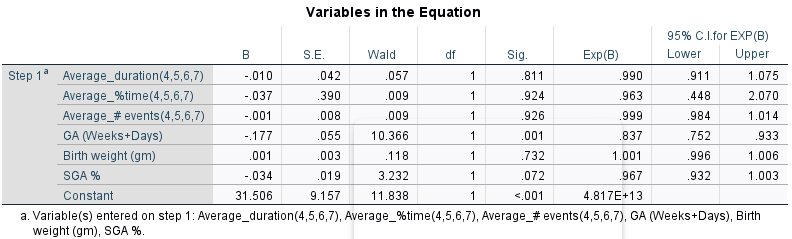 Variables in the Equation
95% C.I.for EXP(B)
B S.E. Wald df Sig. Exp(B) Lower Upper
Step 1a Average_duration(4,5,6,7) -.010 .042 .057 1 .811 .990 .911 1.075
Average_%time(4,5,6,7) -.037 .390 .009 1 .924 .963 .448 2.070
Average_# events(4,5,6,7) -.001 .008 .009 1 .926 .999 .984 1.014
GA (Weeks+Days) -.177 .055 10.366 1 .001 .837 .752 .933
Birth weight (gm) .001 .003 .118 1 .732 1.001 .996 1.006
SGA % -.034 .019 3.232 1 .072 .967 .932 1.003
Constant 31.506 9.157 11.838 1 <.001 4.817E+13
a. Variable(s) entered on step 1: Average_duration(4,5,6,7), Average_%time(4,5,6,7), Average_# events(4,5,6,7), GA (Weeks+Days), Birth
weight (gm), SGA %.